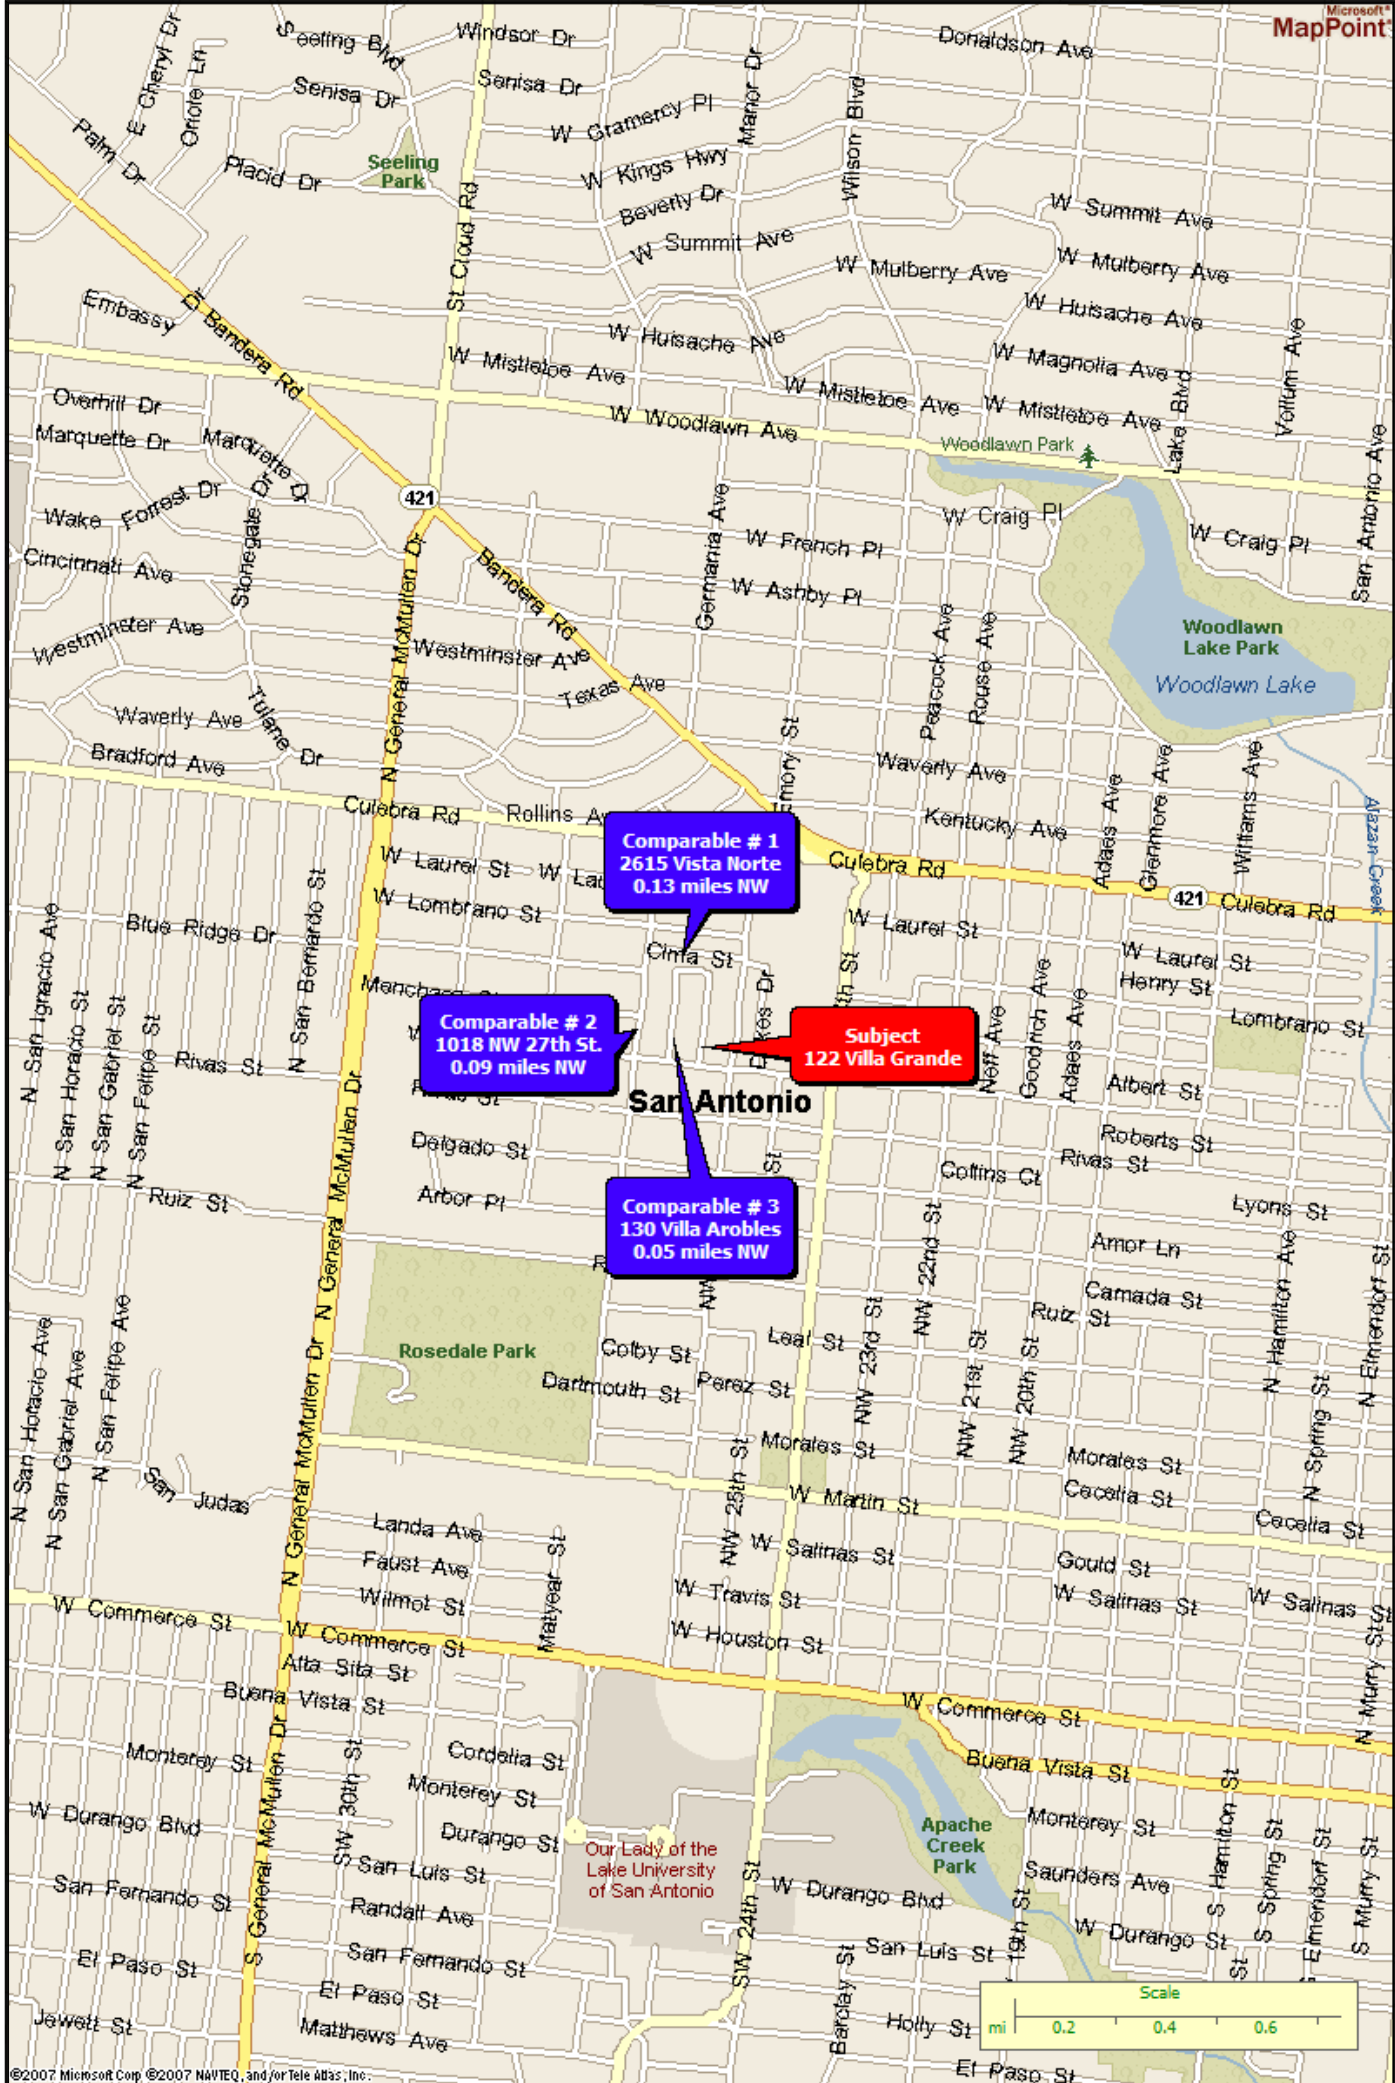 Microsoft®
MapPoint®
Seeling Blvd
Windsor Dr
Donaldson Ave
E Cheryl Dr
Oriole Ln
Senisa Dr
Senisa Dr
Manor Dr
Wilson Blvd
W Gramercy Pl
Palm Dr
Placid Dr
Seeling
Park
W Kings Hwy
Beverly Dr
W Summit Ave
St Cloud Rd
W Summit Ave
W Mulberry Ave
W Mulberry Ave
Embassy
Bandera Rd
W Huisache Ave
W Huisache Ave
W Mistletoe Ave
W Magnolia Ave
Lake Blvd
Vollum Ave
Overhill Dr
W Mistletoe Ave
W Mistletoe Ave
W Woodlawn Ave
Marquette Dr
Marquette Dr
Woodlawn Park
San Antonio Ave
Wake Forrest Dr
Stonegate Dr
421
W Craig Pl
W Craig Pl
Germania Ave
W French Pl
Cincinnati Ave
Bandera Rd
W Ashby Pl
N General McMullen Dr
Westminster Ave
Westminster Ave
Peacock Ave
Rouse Ave
Woodlawn
Lake Park
Woodlawn Lake
Texas Ave
Waverly Ave
Tulane Dr
Bradford Ave
Emory St
Waverly Ave
Adaes Ave
Glenmore Ave
Williams Ave
Alazan Creek
Culebra Rd
Rollins
Kentucky Ave
Comparable # 1
2615 Vista Norte
0.13 miles NW
Culebra Rd
421
Culebra Rd
W Laurel St
W
W Lombrano St
N San Bernardo St
Blue Ridge Dr
N San Ignacio Ave
W Laurel St
Cima St
W Laurel St
Henry St
Lombrano St
N San Horacio St
N San Gabriel St
N San Felipe St
Goodrich Ave
Adaes Ave
Neff Ave
Comparable # 2
1018 NW 27th St.
0.09 miles NW
Subject
122 Villa Grande
Rivas St
Albert St
San Antonio
N General McMullen Dr
Delgado St
Roberts St
Rivas St
Collins Ct
Ruiz St
Arbor Pl
St
Lyons St
Comparable # 3
130 Villa Arobles
0.05 miles NW
NW 22nd St
Amor Ln
N General McMullen Dr
NW
Camada St
Ruiz St
N Hamilton Ave
N Elmendorf St
N San Horacio Ave
N San Gabriel Ave
N San Felipe Ave
Rosedale Park
Colby St
Leal St
NW 23rd St
NW 21st St
NW 20th St
Dartmouth St
Perez St
Morales St
Morales St
N Spring St
San Judas
NW 25th St
W Martin St
Cecelia St
Cecelia St
Landa Ave
Faust Ave
Matyear St
W Salinas St
Gould St
Wilmot St
W Travis St
W Salinas St
W Salinas St
W Commerce St
W Commerce St
W Houston St
Alta Sita St
Buena Vista St
W Commerce St
N Murry St
Monterey St
SW 30th St
Cordelia St
Buena Vista St
Monterey St
W Durango Blvd
Durango St
Our Lady of the
Lake University
of San Antonio
Apache
Creek
Park
Monterey St
S Hamilton St
S Spring St
S Elmendorf St
S Murry St
San Luis St
Saunders Ave
San Fernando St
W Durango Blvd
S General McMullen Dr
Randall Ave
SW 24th St
W Durango St
19th St
San Luis St
San Fernando St
El Paso St
El Paso St
Barclay St
Holly St
Jewett St
Matthews Ave
Scale
mi
0.2
0.4
0.6
El Paso St
©2007 Microsoft Corp ©2007 NAVTEQ, and/or Tele Atlas, Inc.